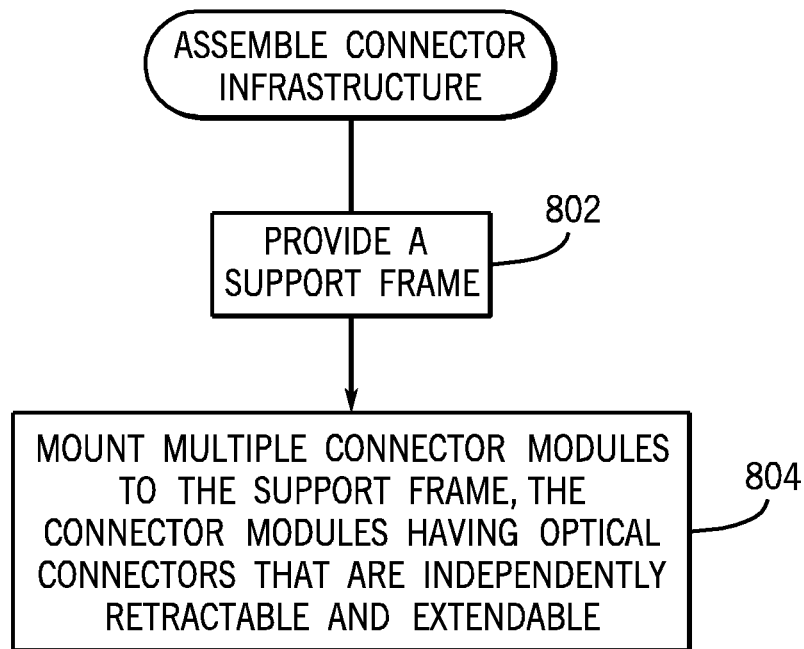 ASSEMBLE CONNECTOR
INFRASTRUCTURE
802
PROVIDE A
SUPPORT FRAME
MOUNT MULTIPLE CONNECTOR MODULES
TO THE SUPPORT FRAME, THE
CONNECTOR MODULES HAVING OPTICAL
CONNECTORS THAT ARE INDEPENDENTLY
RETRACTABLE AND EXTENDABLE
804